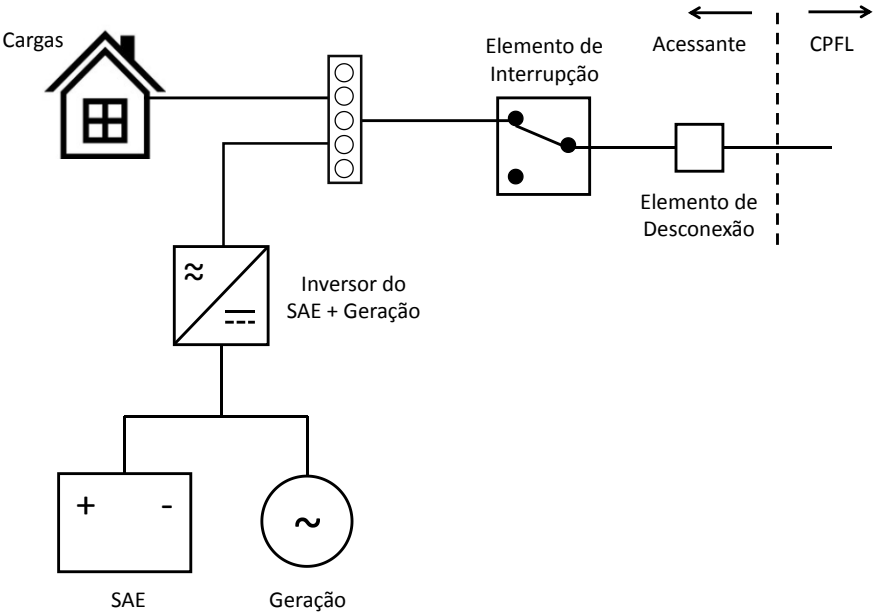 Cargas
Elemento de
Interrupção
Acessante
CPFL
Elemento de
Desconexão
Inversor do
SAE + Geração
+ -
~
SAE
Geração